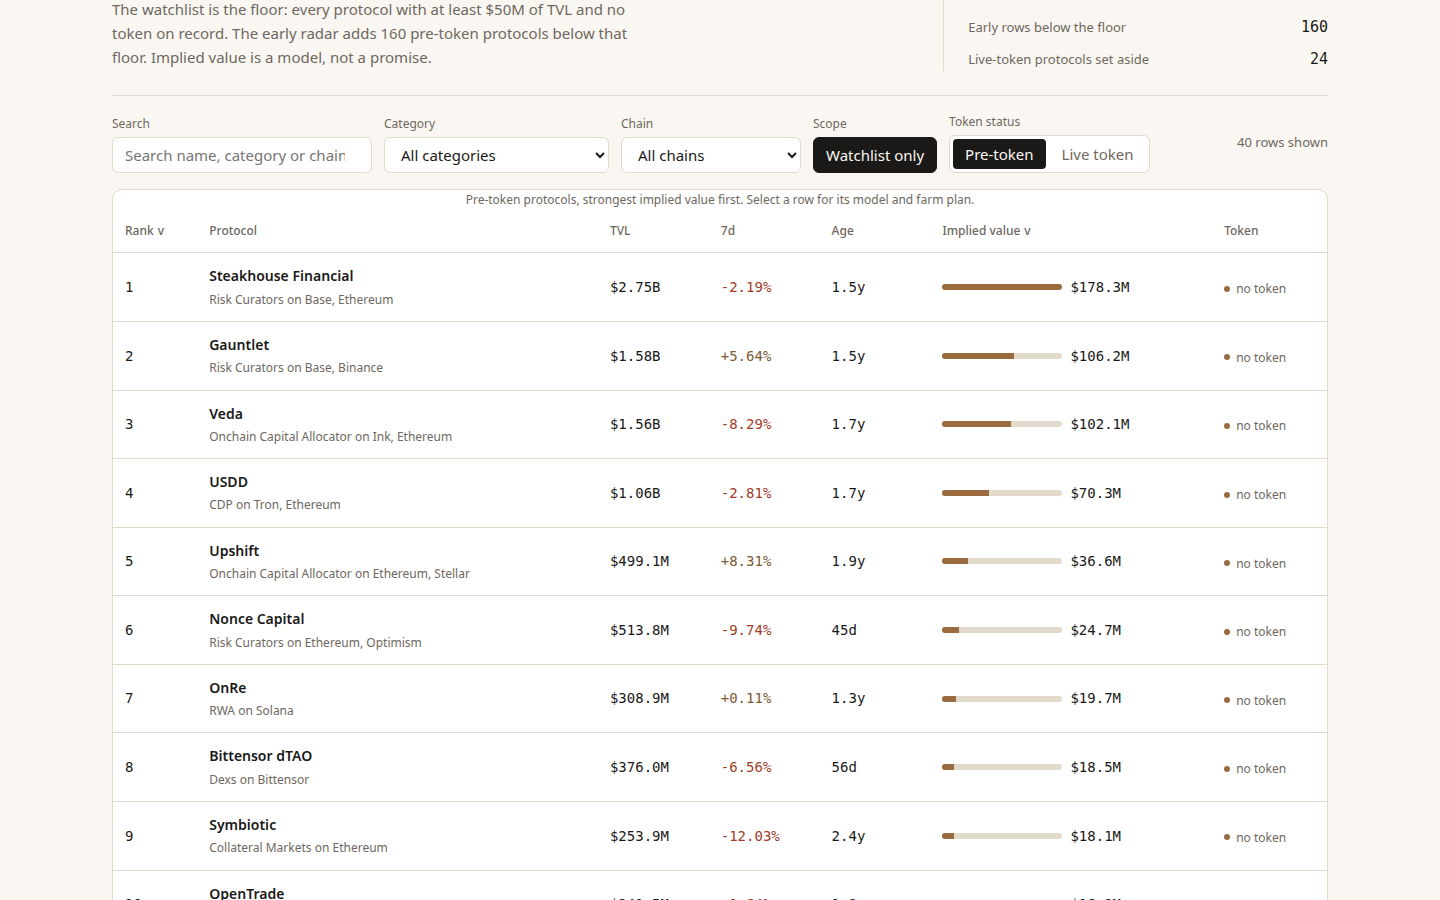 The watchlist is the floor: every protocol with at least $50M of TVL and no
token on record. The early radar adds 160 pre-token protocols below that
floor. Implied value is a model, not a promise.
Early rows below the floor 160
Live-token protocols set aside 24
Search Category Chain Scope Token status
Search name, category or chain All categories All chains Watchlist only Pre-token Live token 40 rows shown
Pre-token protocols, strongest implied value first. Select a row for its model and farm plan.
Rank v Protocol TVL 7d Age Implied value v Token
Steakhouse Financial
1 $2.75B -2.19% 1.5y $178.3M no token
Risk Curators on Base, Ethereum
Gauntlet
2 $1.58B +5.64% 1.5y $106.2M no token
Risk Curators on Base, Binance
Veda
3 $1.56B -8.29% 1.7y $102.1M no token
Onchain Capital Allocator on Ink, Ethereum
USDD
4 $1.06B -2.81% 1.7y $70.3M no token
CDP on Tron, Ethereum
Upshift
5 $499.1M +8.31% 1.9y $36.6M no token
Onchain Capital Allocator on Ethereum, Stellar
Nonce Capital
6 $513.8M -9.74% 45d $24.7M no token
Risk Curators on Ethereum, Optimism
OnRe
7 $308.9M +0.11% 1.3y $19.7M no token
RWA on Solana
Bittensor dTAO
8 $376.0M -6.56% 56d $18.5M no token
Dexs on Bittensor
Symbiotic
9 $253.9M -12.03% 2.4y $18.1M no token
Collateral Markets on Ethereum
OpenTrade